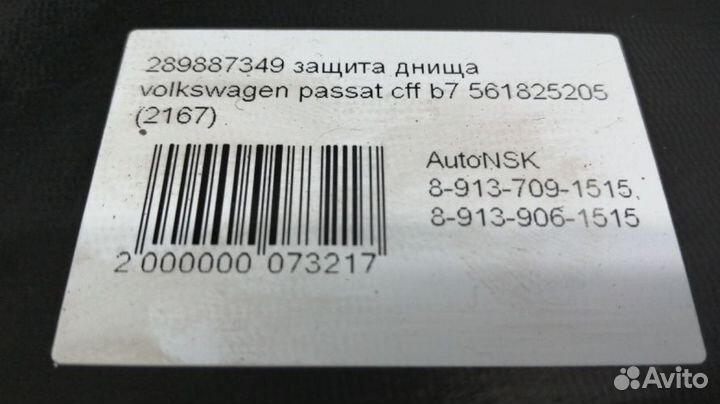 289887349 защита днища
volkswagen passat cff b7 561825205
(2167)
AutoNSK
8-913-709-1515,
8-913-906-1515
2 000000 073217
Avito